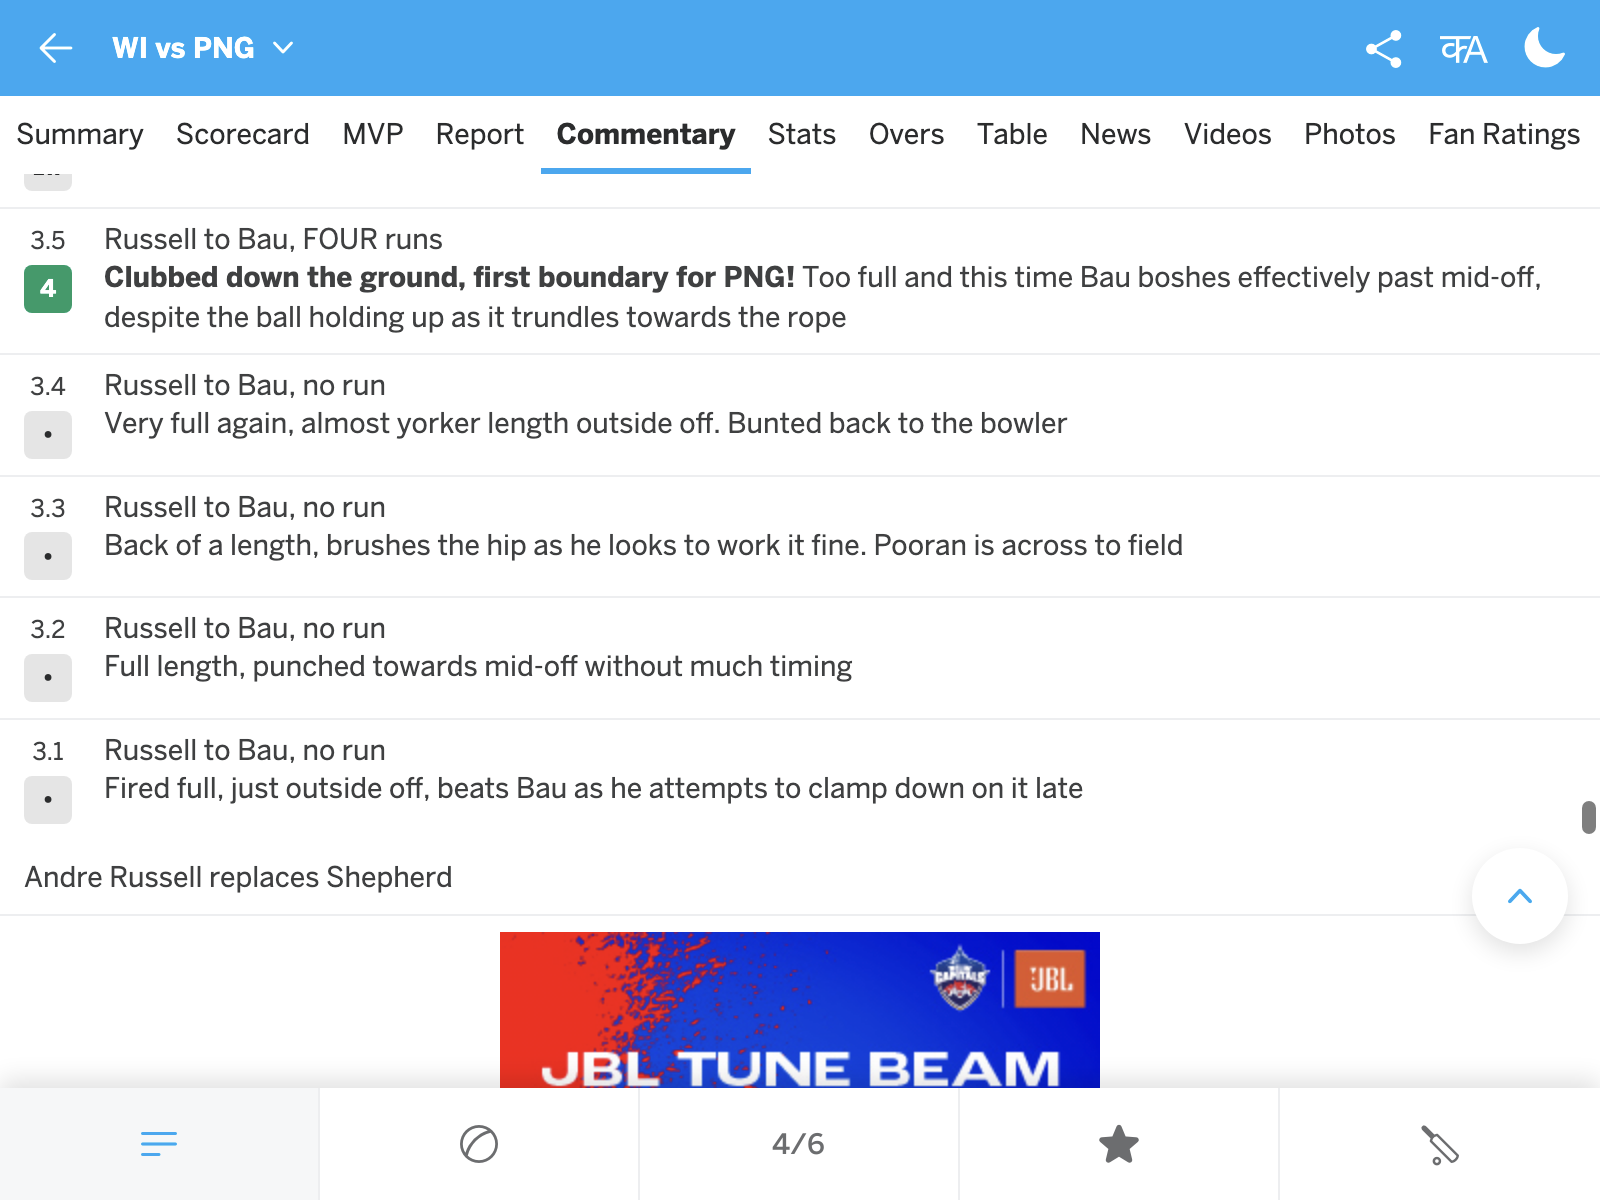 WI vs PNG
क A
Summary Scorecard MVP Report Commentary Stats Overs Table News Videos Photos Fan Ratings
3.5 Russell to Bau, FOUR runs
4 Clubbed down the ground, first boundary for PNG! Too full and this time Bau boshes effectively past mid-off,
despite the ball holding up as it trundles towards the rope
3.4 Russell to Bau, no run
• Very full again, almost yorker length outside off. Bunted back to the bowler
3.3 Russell to Bau, no run
• Back of a length, brushes the hip as he looks to work it fine. Pooran is across to field
3.2 Russell to Bau, no run
• Full length, punched towards mid-off without much timing
3.1 Russell to Bau, no run
• Fired full, just outside off, beats Bau as he attempts to clamp down on it late
Andre Russell replaces Shepherd
CAPITALS JBL
JBL TUNE BEAM
4/6